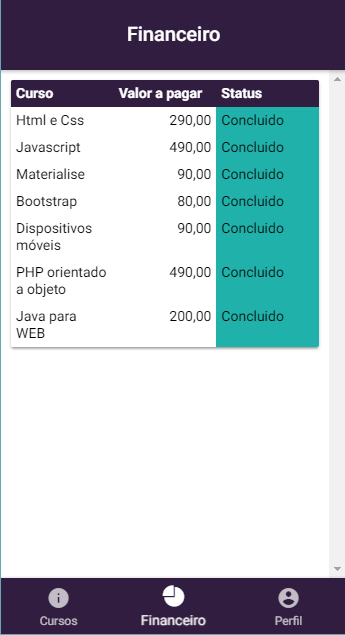 Financeiro
Curso Valor a pagar Status
Html e Css 290,00 Concluido
Javascript 490,00 Concluido
Materialise 90,00 Concluido
Bootstrap 80,00 Concluido
Dispositivos 90,00 Concluido
móveis
PHP orientado 490,00 Concluido
a objeto
Java para 200,00 Concluido
WEB
Cursos Financeiro Perfil